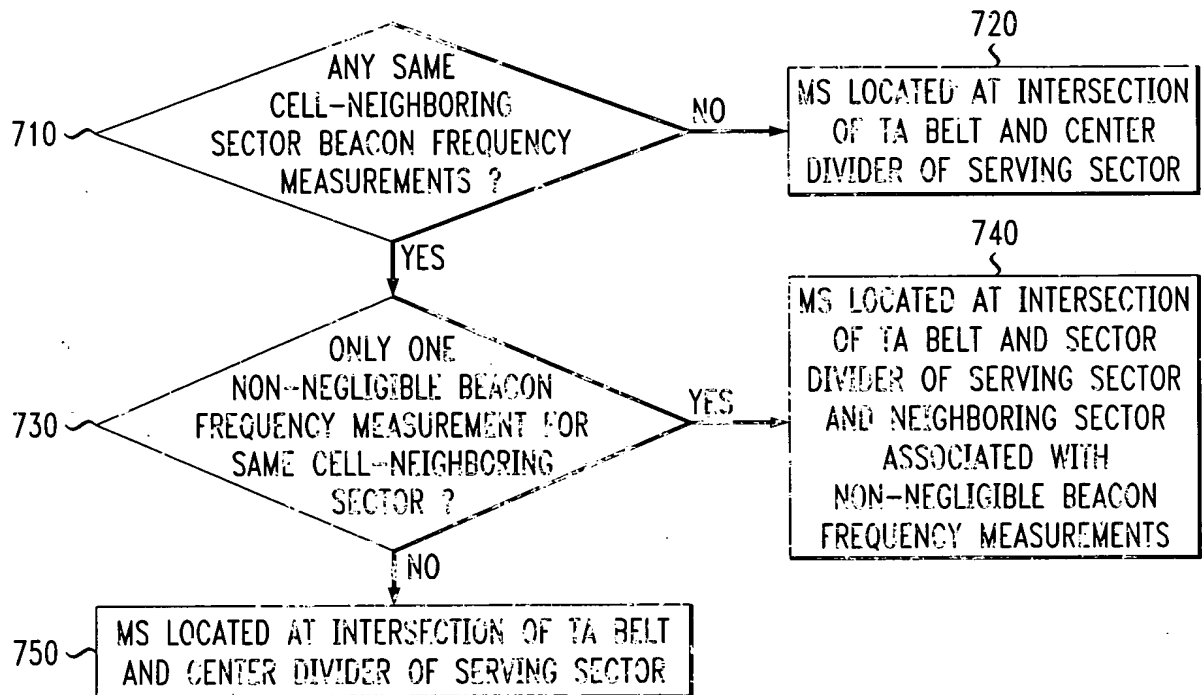 710
ANY SAME
CELL-NEIGHBORING
SECTOR BEACON FREQUENCY
MEASUREMENTS ?
NO
720
MS LOCATED AT INTERSECTION
OF TA BELT AND CENTER
DIVIDER OF SERVING SECTOR
YES
730
ONLY ONE
NON-NEGLIGIBLE BEACON
FREQUENCY MEASUREMENT FOR
SAME CELL-NEIGHBORING
SECTOR ?
YES
740
MS LOCATED AT INTERSECTION
OF TA BELT AND SECTOR
DIVIDER OF SERVING SECTOR
AND NEIGHBORING SECTOR
ASSOCIATED WITH
NON-NEGLIGIBLE BEACON
FREQUENCY MEASUREMENTS
NO
750
MS LOCATED AT INTERSECTION OF TA BELT
AND CENTER DIVIDER OF SERVING SECTOR